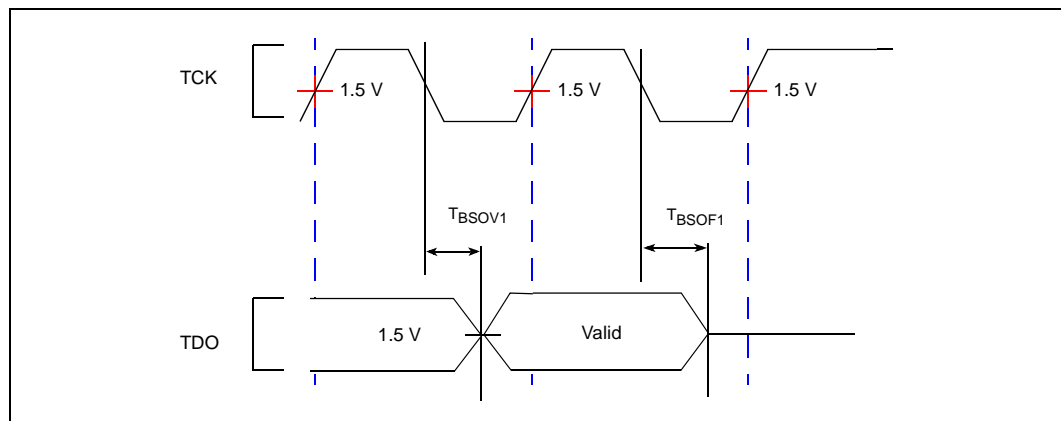 TCK
1.5 V
1.5 V
1.5 V
TBSOV1
TBSOF1
TDO
1.5 V
Valid